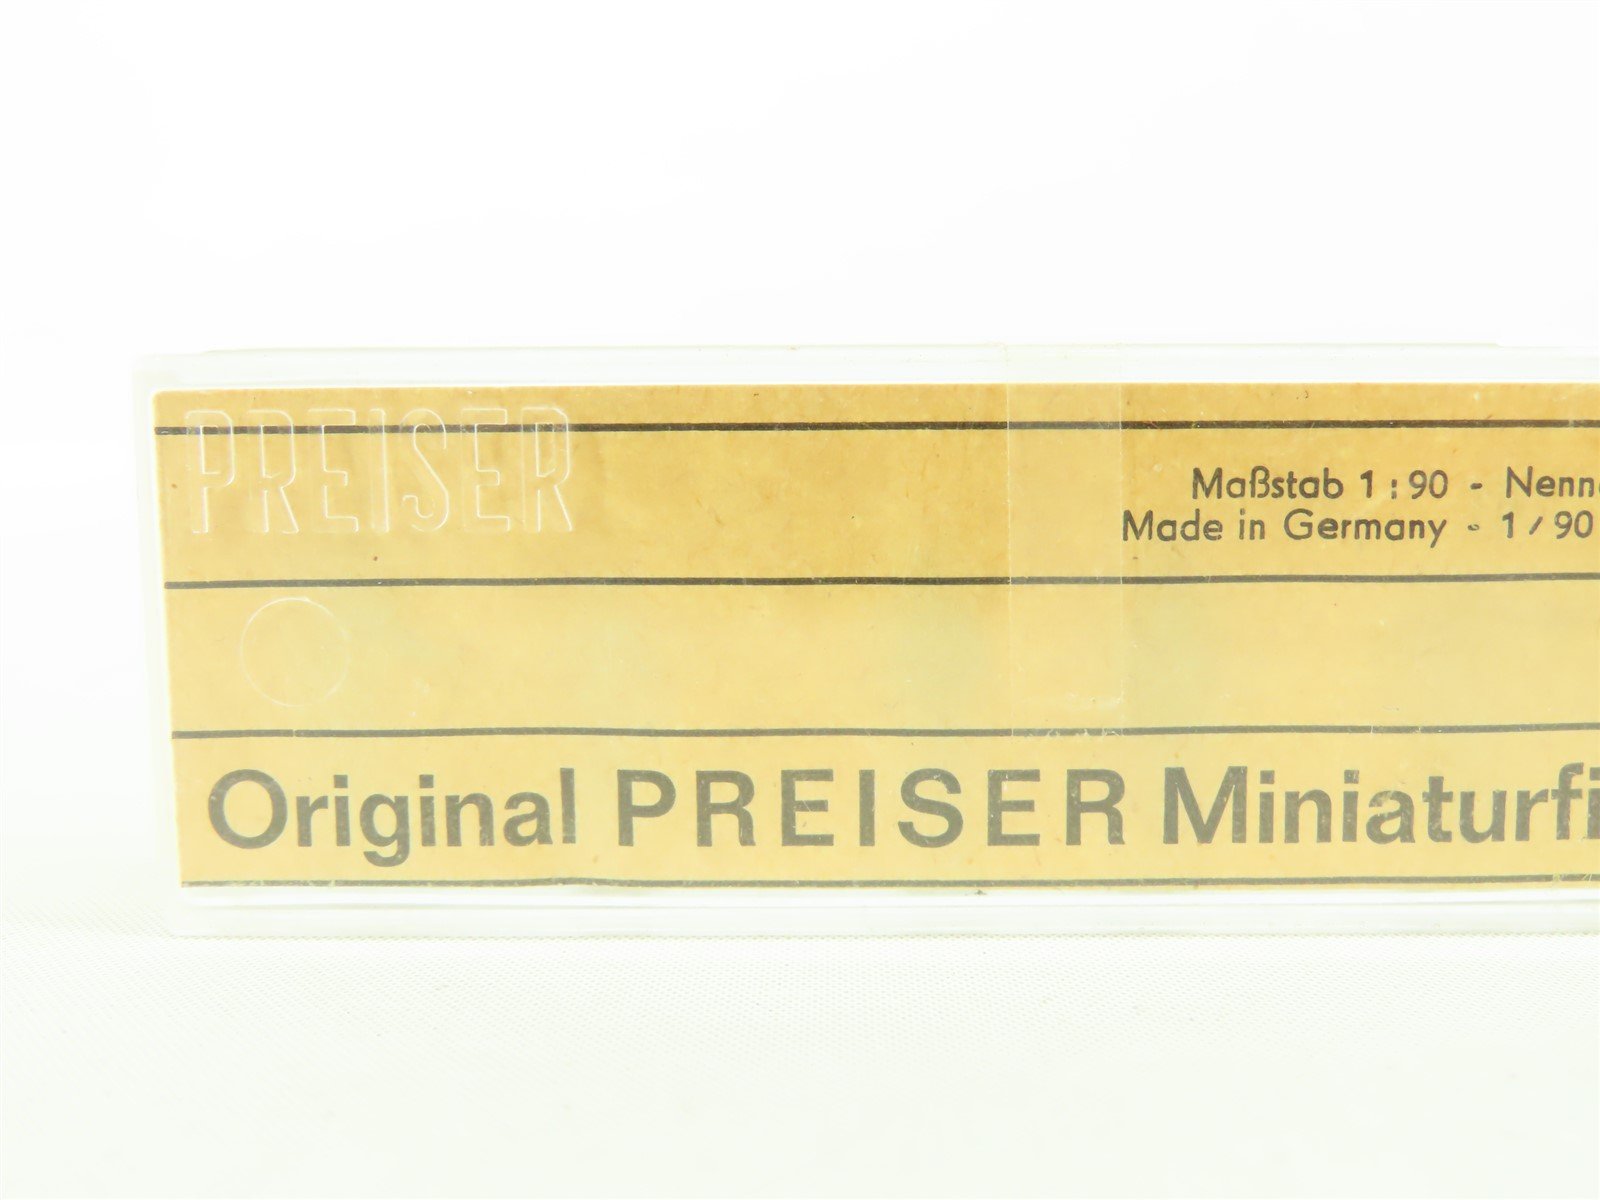 PREISER
Maßstab 1:90 - Nenn
Made in Germany - 1/90
Original PREISER Miniaturfi